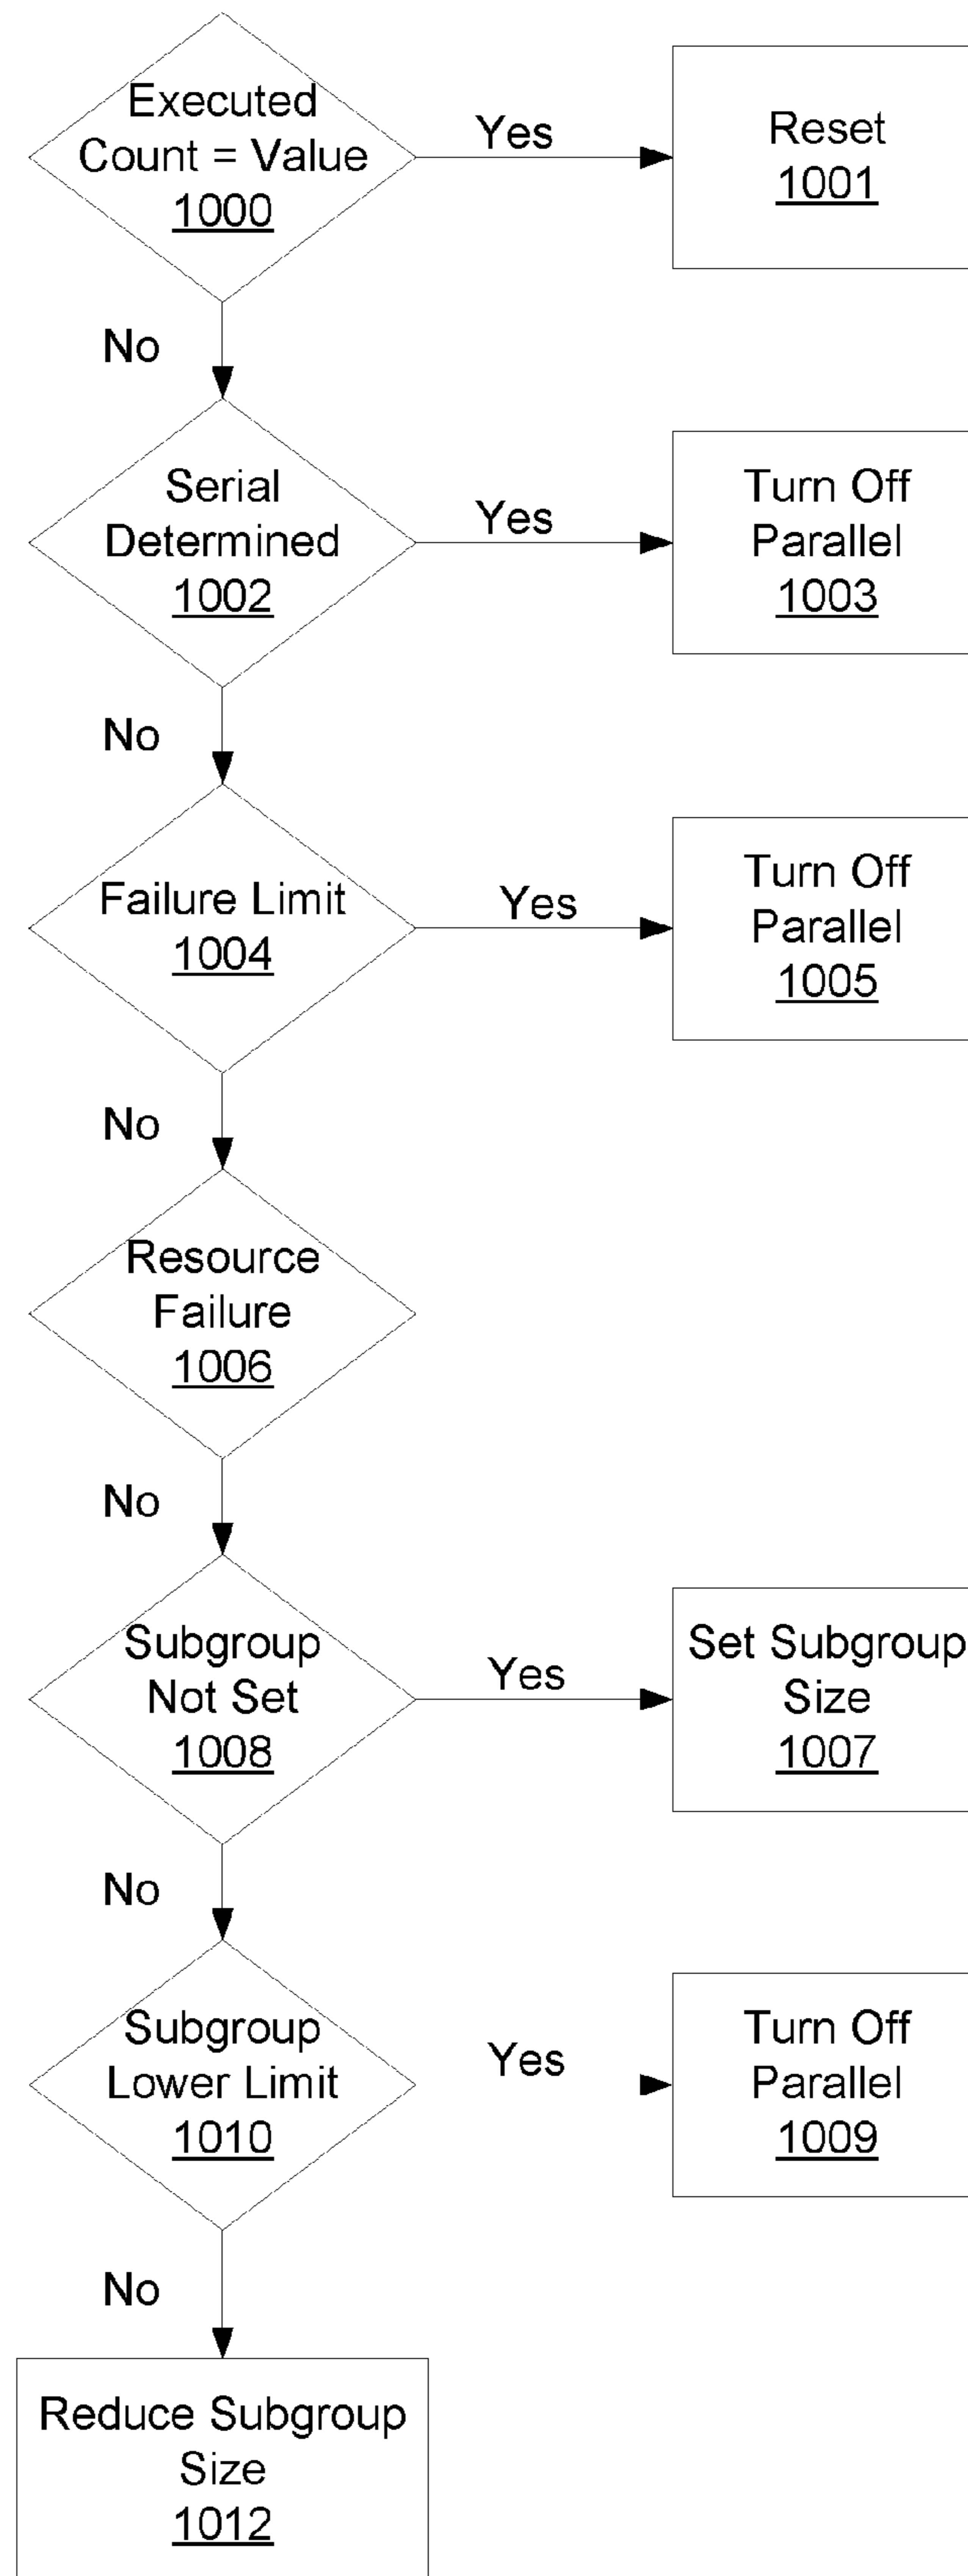 Executed
Count = Value
1000
Yes
Reset
1001
No
Serial
Determined
1002
Yes
Turn Off
Parallel
1003
No
Failure Limit
1004
Yes
Turn Off
Parallel
1005
No
Resource
Failure
1006
No
Subgroup
Not Set
1008
Yes
Set Subgroup
Size
1007
No
Subgroup
Lower Limit
1010
Yes
Turn Off
Parallel
1009
No
Reduce Subgroup
Size
1012